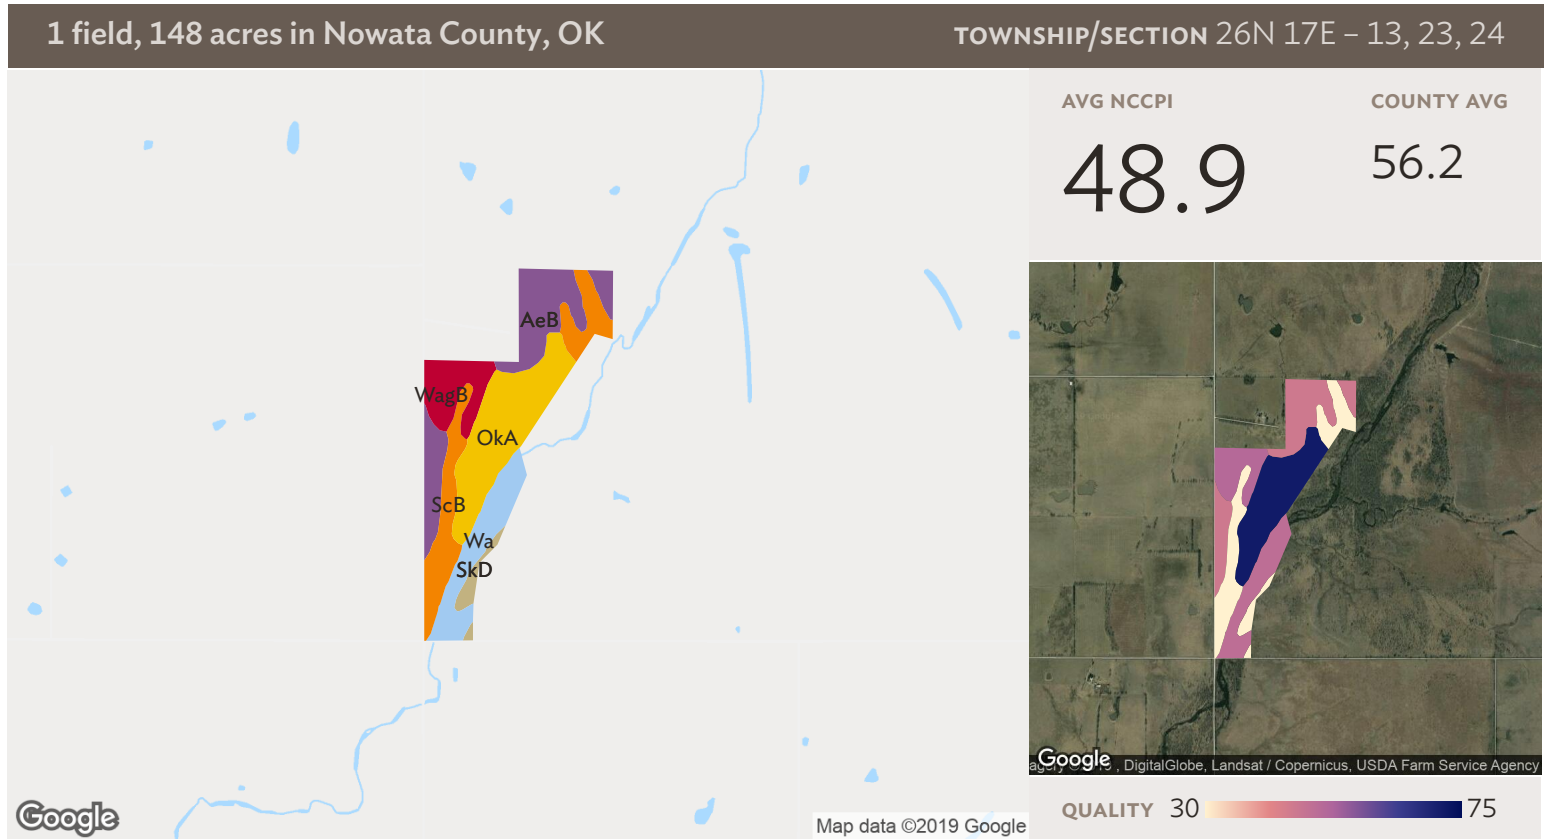 1 field, 148 acres in Nowata County, OK
TOWNSHIP/SECTION 26N 17E – 13, 23, 24
AVG NCCPI
COUNTY AVG
48.9
56.2
AeB
WagB
OkA
ScB
Wa
SkD
Google
Map data ©2019 Google
Google
, DigitalGlobe, Landsat / Copernicus, USDA Farm Service Agency
QUALITY 30 75